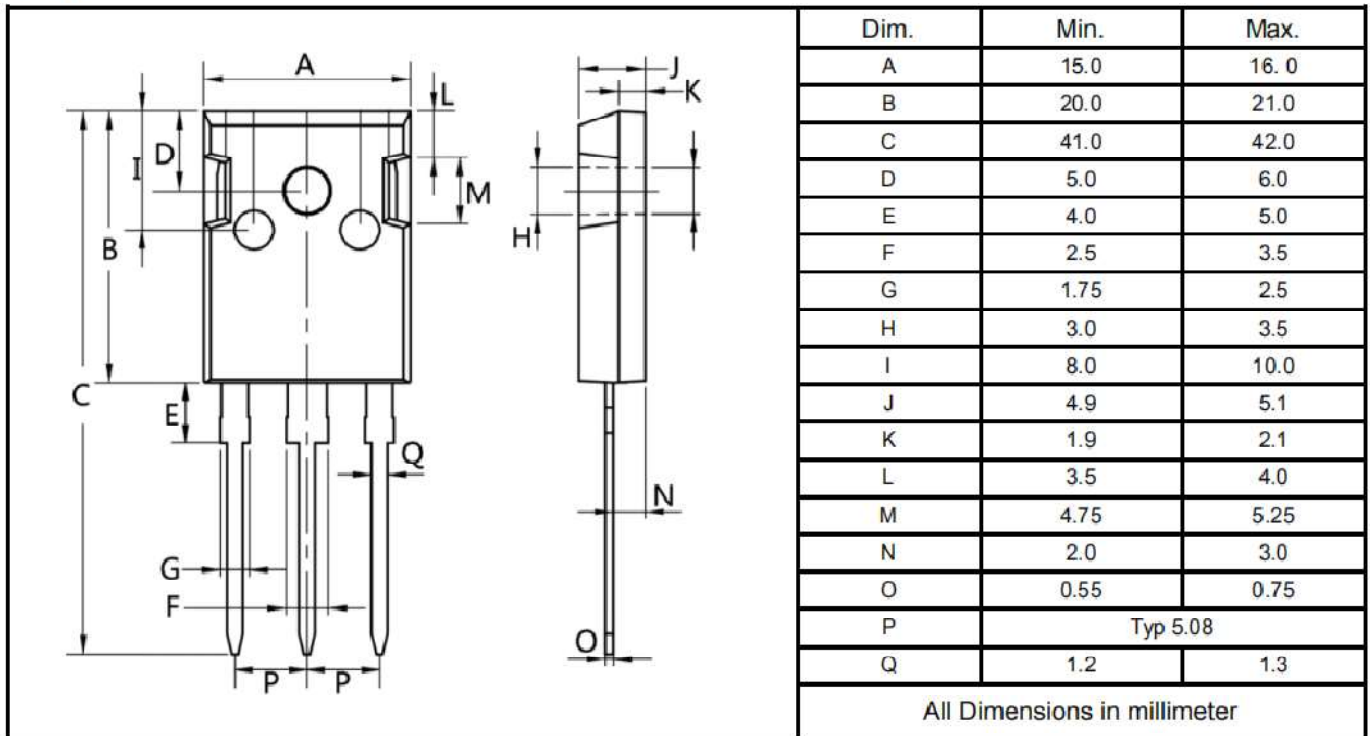 A
L
J
K
I
D
M
H
B
C
E
Q
N
G
F
O
P P
Dim. Min. Max.
A 15.0 16. 0
B 20.0 21.0
C 41.0 42.0
D 5.0 6.0
E 4.0 5.0
F 2.5 3.5
G 1.75 2.5
H 3.0 3.5
I 8.0 10.0
J 4.9 5.1
K 1.9 2.1
L 3.5 4.0
M 4.75 5.25
N 2.0 3.0
O 0.55 0.75
P Typ 5.08
Q 1.2 1.3
All Dimensions in millimeter